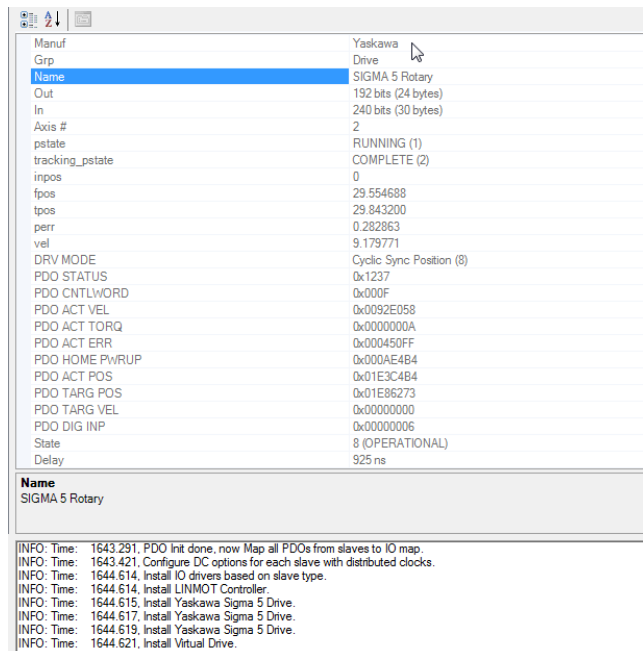 Manuf Yaskawa
Grp Drive
Name SIGMA 5 Rotary
Out 192 bits (24 bytes)
In 240 bits (30 bytes)
Axis # 2
pstate RUNNING (1)
tracking_pstate COMPLETE (2)
inpos 0
fpos 29.554688
tpos 29.843200
perr 0.282863
vel 9.179771
DRV MODE Cyclic Sync Position (8)
PDO STATUS 0x1237
PDO CNTLWORD 0x000F
PDO ACT VEL 0x0092E058
PDO ACT TORQ 0x0000000A
PDO ACT ERR 0x000450FF
PDO HOME PWRUP 0x000AE4B4
PDO ACT POS 0x01E3C4B4
PDO TARG POS 0x01E86273
PDO TARG VEL 0x00000000
PDO DIG INP 0x00000006
State 8 (OPERATIONAL)
Delay 925 ns
Name
SIGMA 5 Rotary
INFO: Time: 1643.291, PDO Init done, now Map all PDOs from slaves to IO map.
INFO: Time: 1643.421, Configure DC options for each slave with distributed clocks.
INFO: Time: 1644.614, Install IO drivers based on slave type.
INFO: Time: 1644.614, Install LINMOT Controller.
INFO: Time: 1644.615, Install Yaskawa Sigma 5 Drive.
INFO: Time: 1644.617, Install Yaskawa Sigma 5 Drive.
INFO: Time: 1644.619, Install Yaskawa Sigma 5 Drive.
INFO: Time: 1644.621, Install Virtual Drive.